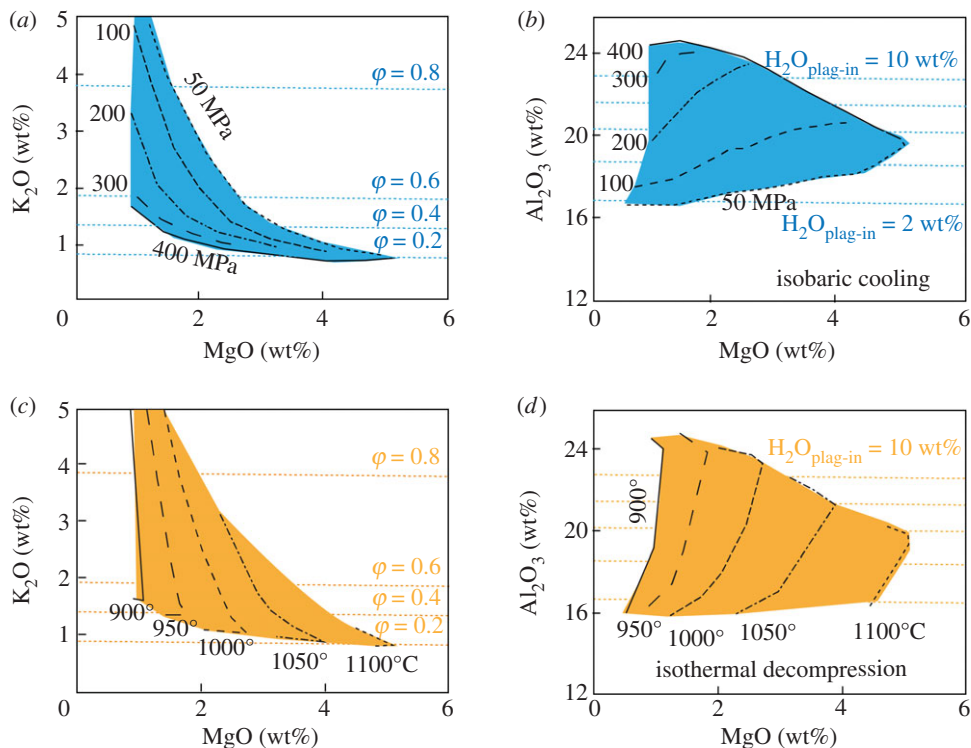 (a)
K₂O (wt%)
5
4
3
2
1
0
2
4
6
MgO (wt%)
100
200
300
400 MPa
50 MPa
φ = 0.8
φ = 0.6
φ = 0.4
φ = 0.2
(b)
Al₂O₃ (wt%)
24
20
16
12
0
2
4
6
MgO (wt%)
400
300
200
100
50 MPa
H₂Oplag-in = 10 wt%
H₂Oplag-in = 2 wt%
isobaric cooling
(c)
K₂O (wt%)
5
4
3
2
1
0
2
4
6
MgO (wt%)
900°
950°
1000°
1050°
1100°C
φ = 0.8
φ = 0.6
φ = 0.4
φ = 0.2
(d)
Al₂O₃ (wt%)
24
20
16
12
0
2
4
6
MgO (wt%)
900°
950°
1000°
1050°
1100°C
H₂Oplag-in = 10 wt%
isothermal decompression